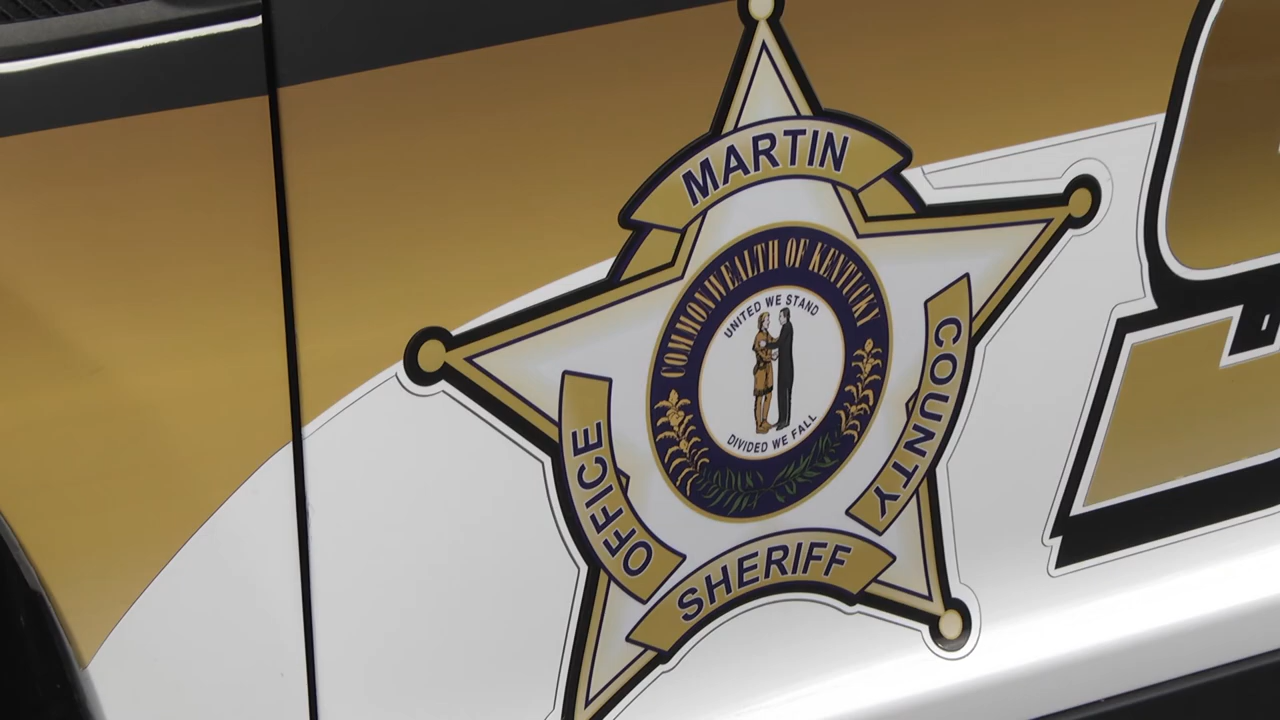 MARTIN
COUNTY
SHERIFF
OFFICE
COMMONWEALTH OF KENTUCKY
UNITED WE STAND
DIVIDED WE FALL